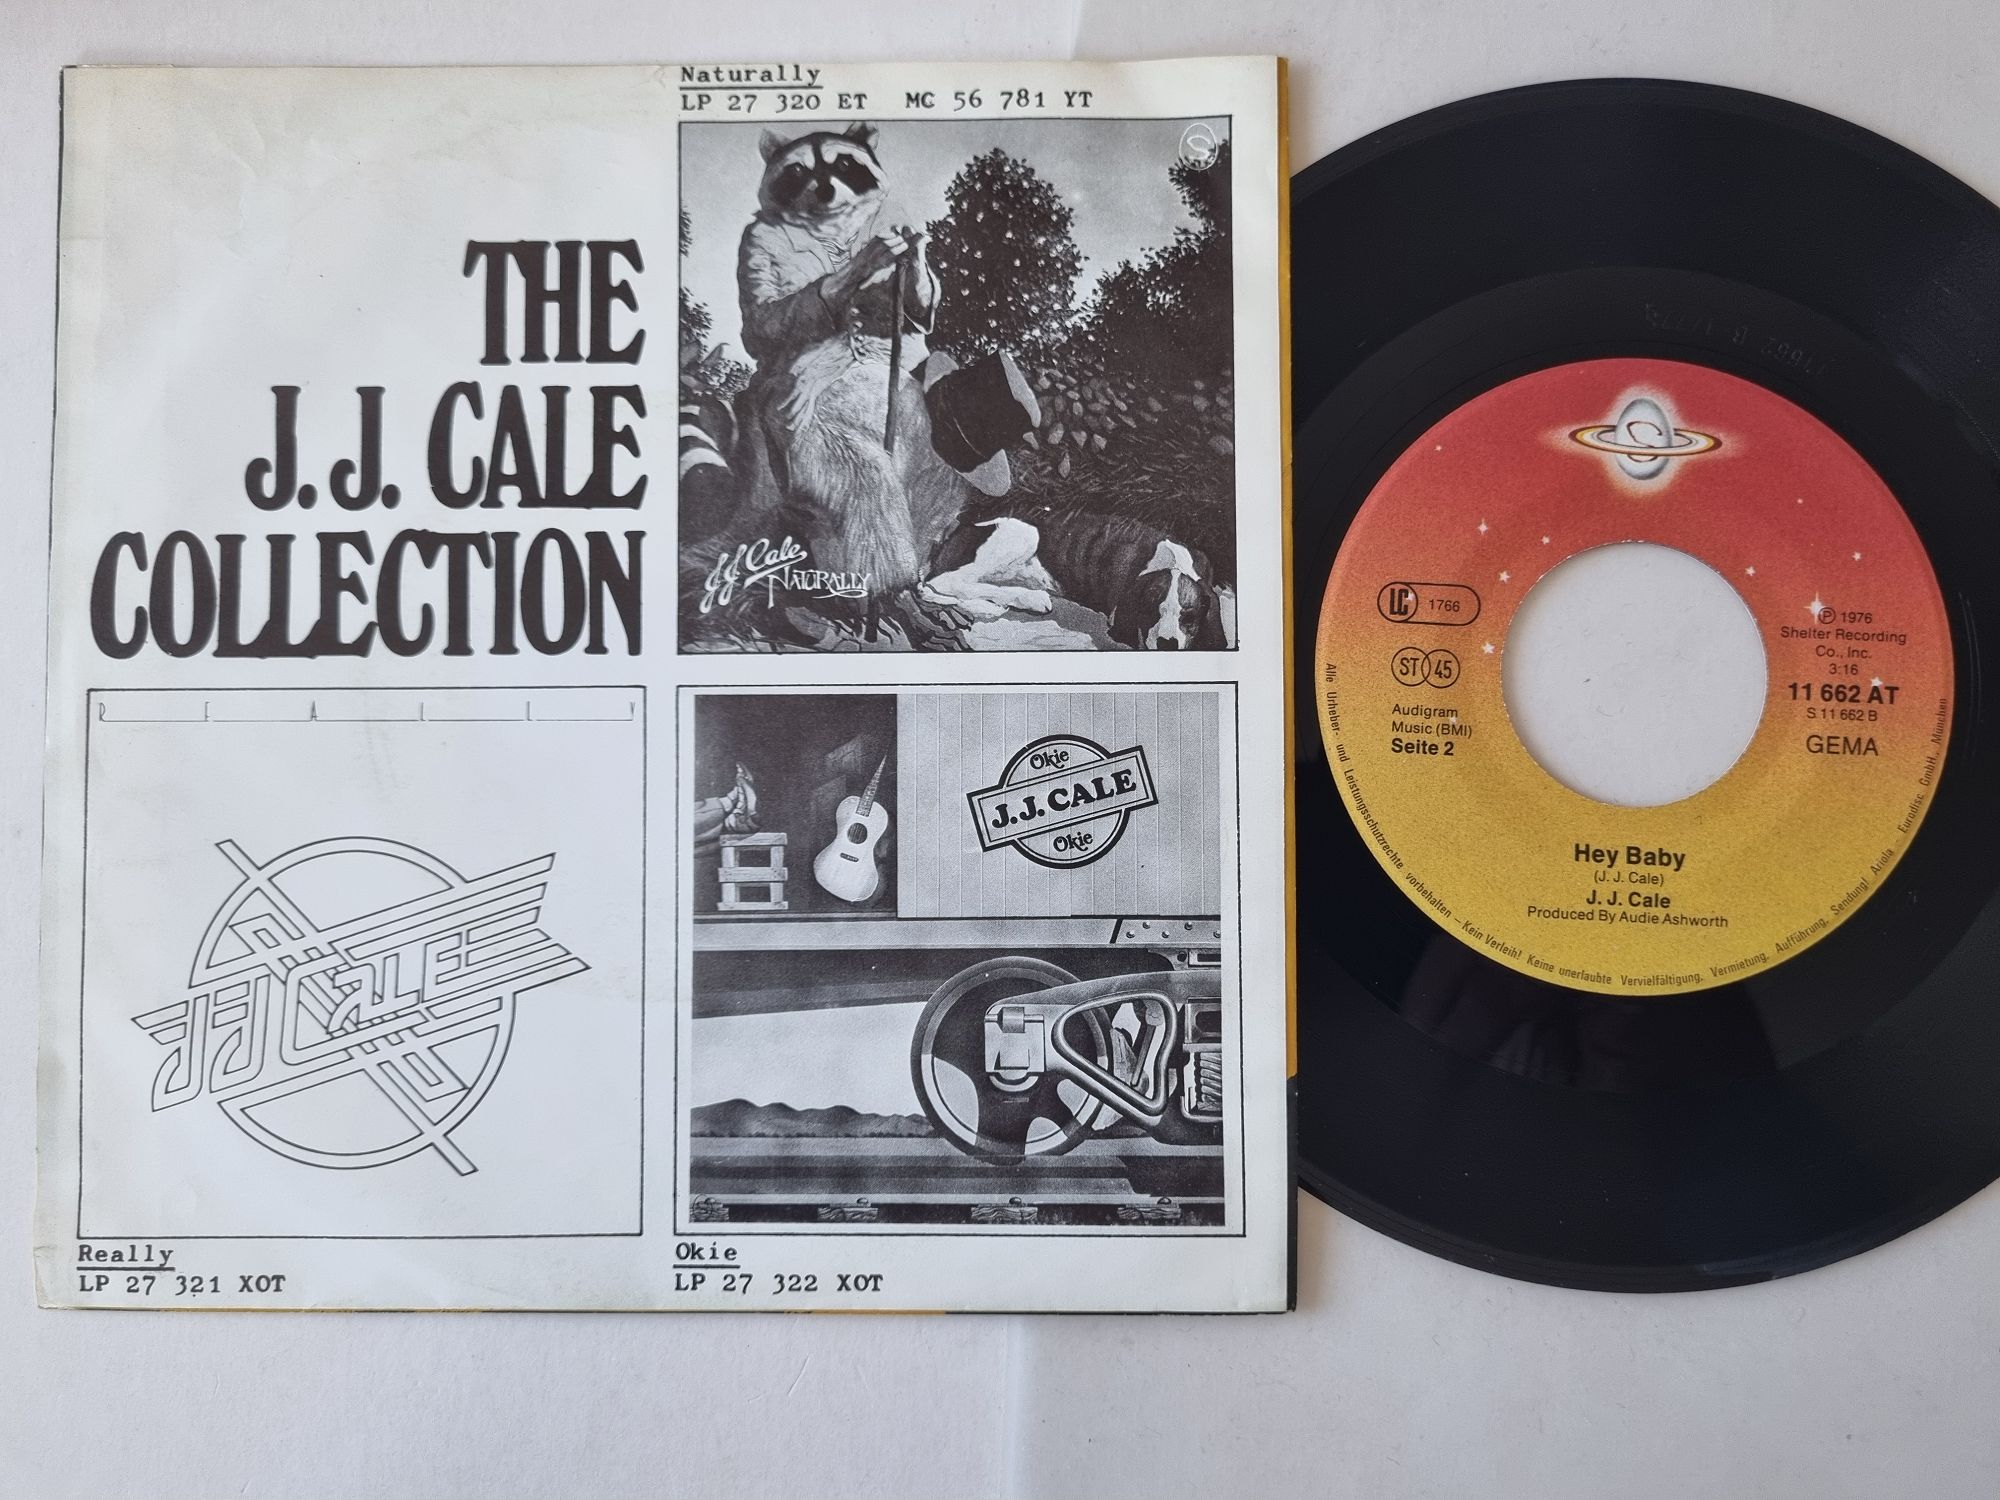 Naturally
LP 27 320 ET MC 56 781 YT
THE
J. J. CALE
COLLECTION
J J Cale
NATURALLY
REALLY
JJ CALE
Really
LP 27 321 XOT
Okie
J. J. CALE
Okie
Okie
LP 27 322 XOT
S
LC 1766
ST 45
Audigram
Music (BMI)
Seite 2
Ⓟ 1976
Shelter Recording
Co., Inc.
3:16
11 662 AT
S 11 662 B
GEMA
Hey Baby
(J. J. Cale)
J. J. Cale
Produced By Audie Ashworth
Alle Urheber- und Leistungsschutzrechte vorbehalten – Kein Verleih! Keine unerlaubte Vervielfältigung, Vermietung, Aufführung, Sendung! Ariola Eurodisc GmbH, München